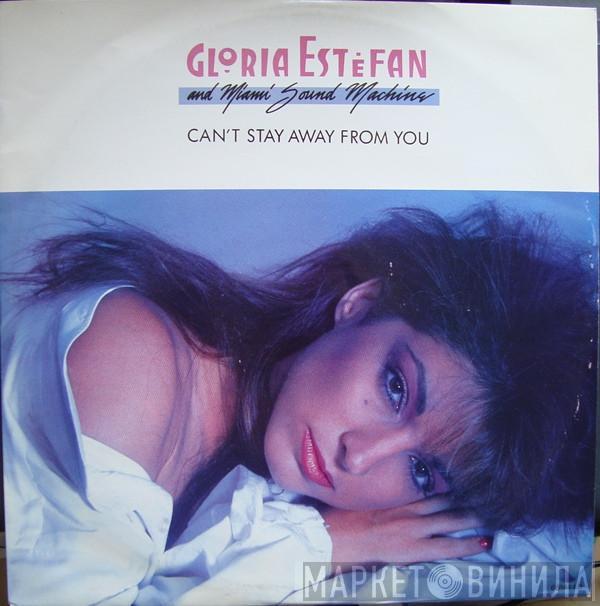 GLORIA ESTEFAN
and Miami Sound Machine
CAN'T STAY AWAY FROM YOU
МАРКЕТ ВИНИЛА